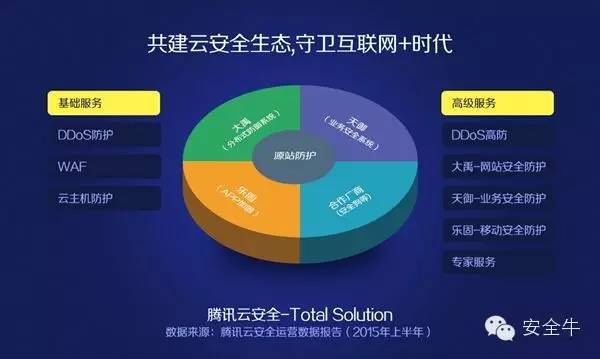 共建云安全生态,守卫互联网+时代
基础服务
DDoS防护
WAF
云主机防护
大禹
(分布式防御系统)
天御
(业务安全系统)
源站防护
乐固
(APP加固)
合作厂商
(安全狗等)
高级服务
DDoS高防
大禹-网站安全防护
天御-业务安全防护
乐固-移动安全防护
专家服务
腾讯云安全-Total Solution
数据来源：腾讯云安全运营数据报告（2015年上半年）
安全牛